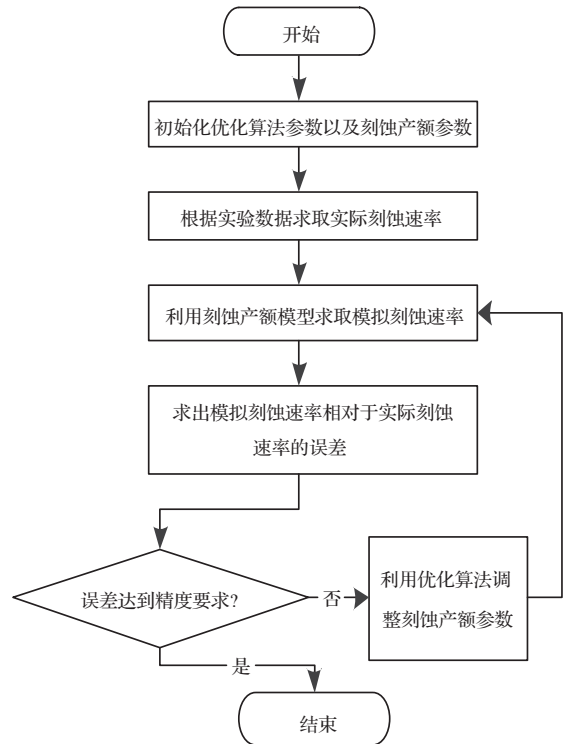 开始
初始化优化算法参数以及刻蚀产额参数
根据实验数据求取实际刻蚀速率
利用刻蚀产额模型求取模拟刻蚀速率
求出模拟刻蚀速率相对于实际刻蚀
速率的误差
误差达到精度要求?
否
利用优化算法调
整刻蚀产额参数
是
结束